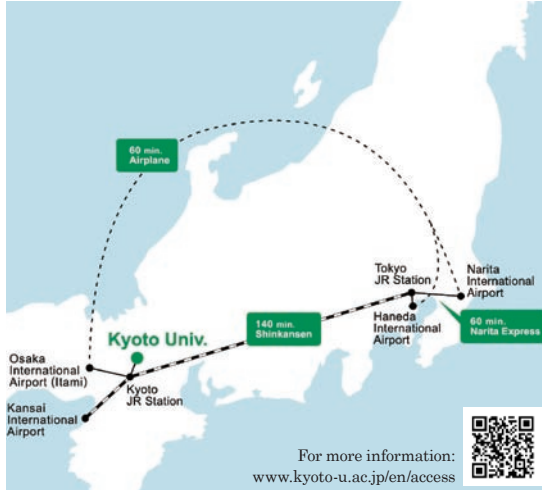 60 min.
Airplane
Tokyo
JR Station
Narita
International
Airport
Haneda
International
Airport
60 min.
Narita Express
140 min.
Shinkansen
Kyoto Univ.
Osaka
International
Airport (Itami)
Kyoto
JR Station
Kansai
International
Airport
For more information:
www.kyoto-u.ac.jp/en/access